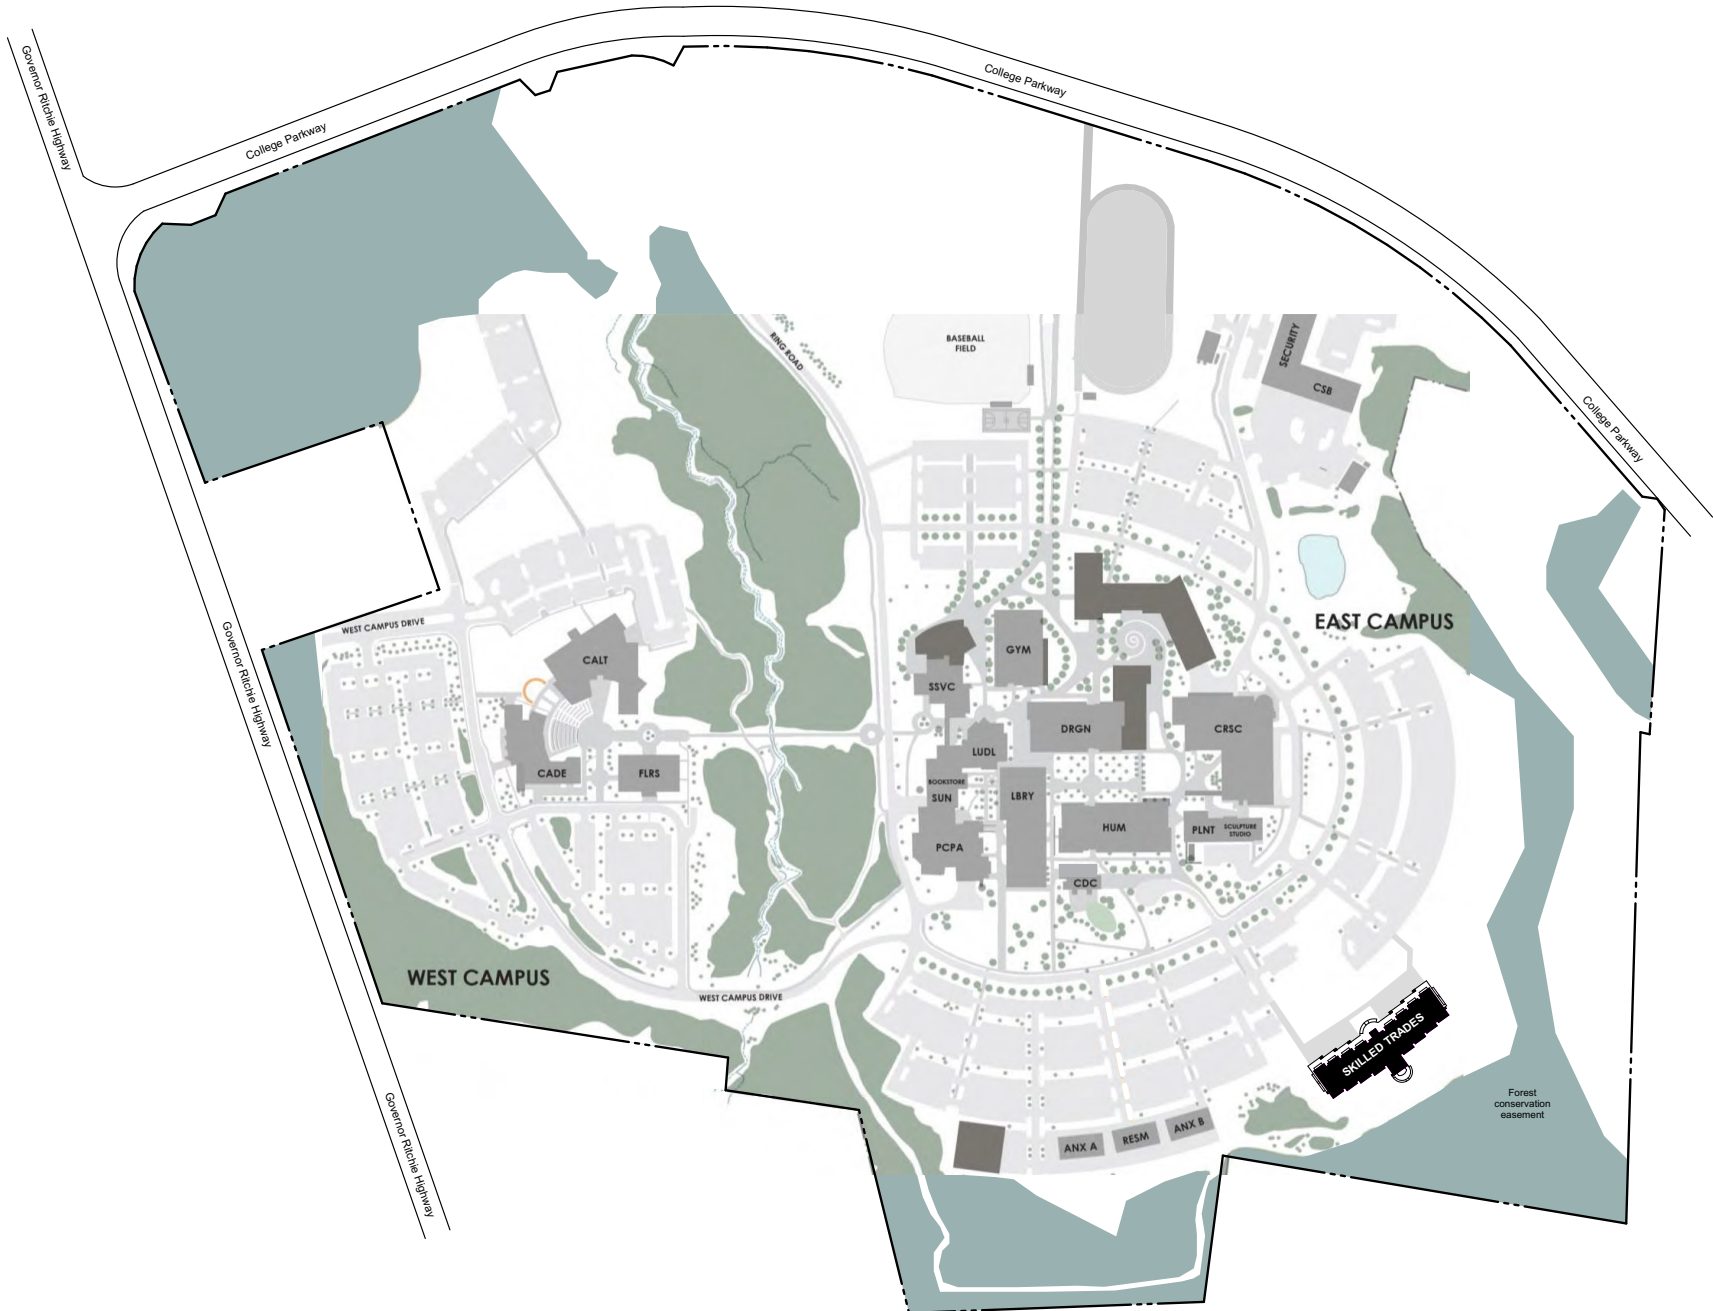 Governor Ritchie Highway
College Parkway
College Parkway
RING ROAD
BASEBALL
FIELD
SECURITY
CSB
College Parkway
WEST CAMPUS DRIVE
EAST CAMPUS
Governor Ritchie Highway
CALT
GYM
SSVC
DRGN
CRSC
LUDL
CADE
FLRS
BOOKSTORE
SUN
LBRY
HUM
PLNT
SCULPTURE
STUDIO
PCPA
CDC
WEST CAMPUS
WEST CAMPUS DRIVE
SKILLED TRADES
Forest
conservation
easement
ANX A
RESM
ANX B
Governor Ritchie Highway